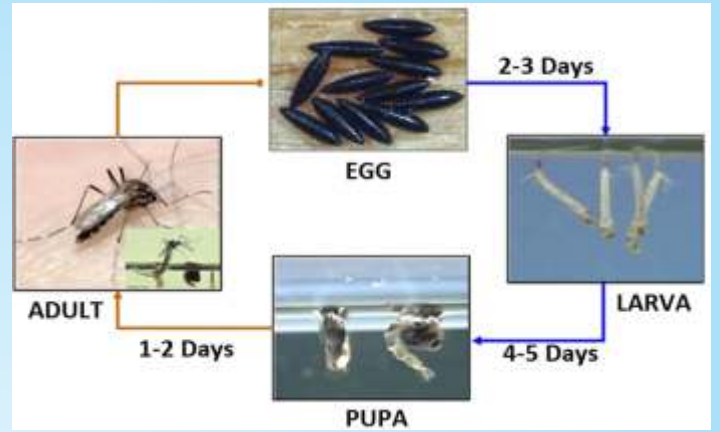 2-3 Days
EGG
LARVA
ADULT
1-2 Days
4-5 Days
PUPA